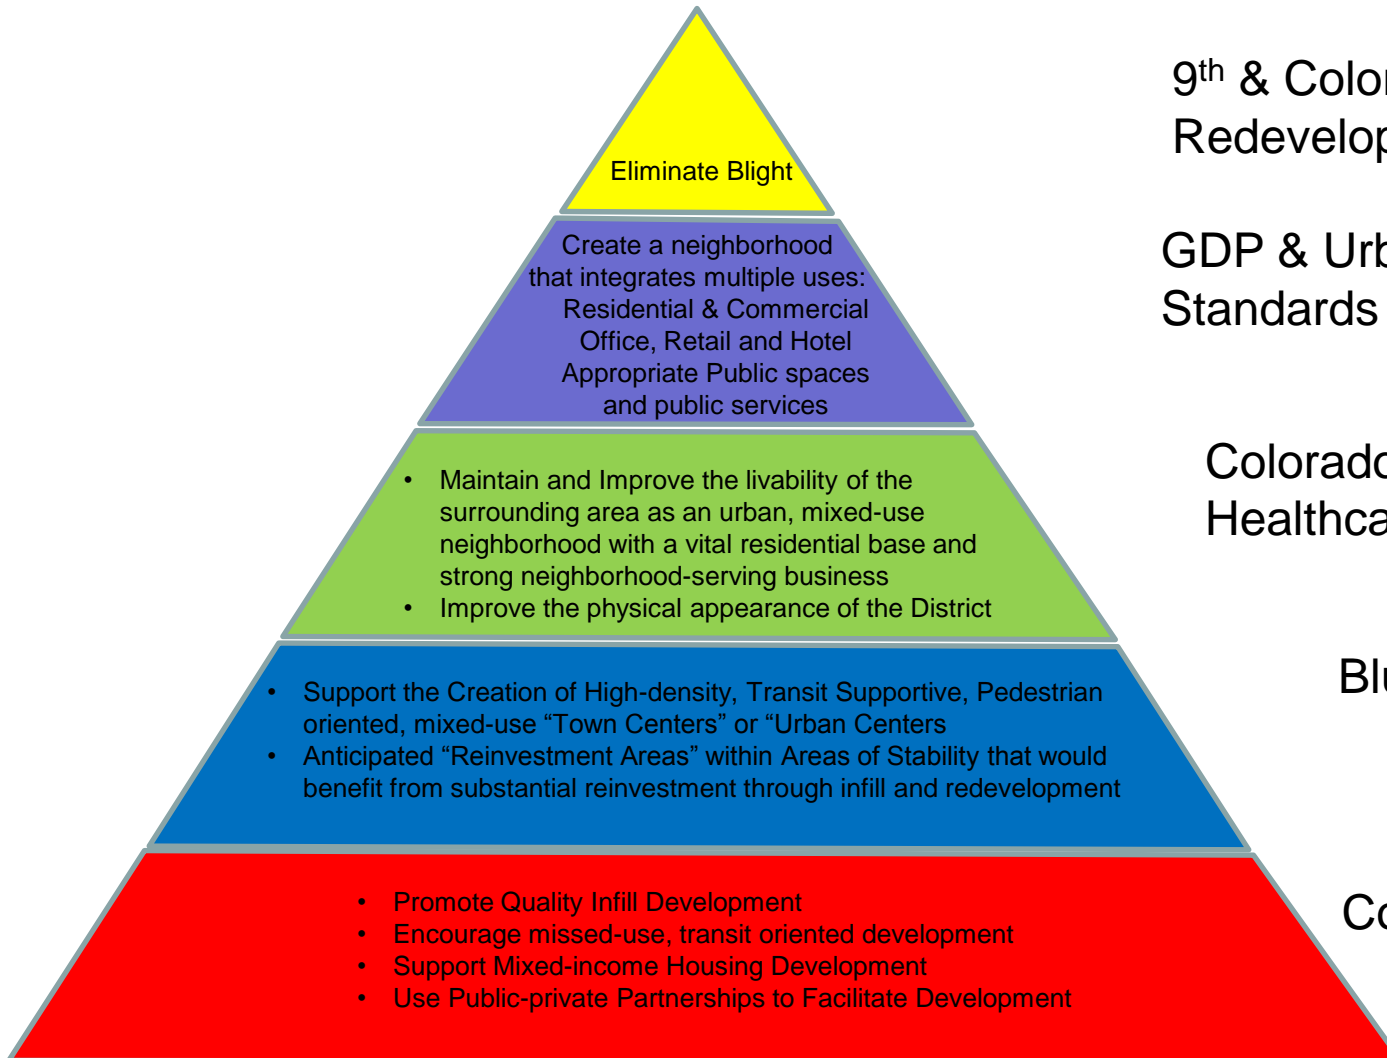 Eliminate Blight
Create a neighborhood
that integrates multiple uses:
Residential & Commercial
Office, Retail and Hotel
Appropriate Public spaces
and public services
• Maintain and Improve the livability of the
surrounding area as an urban, mixed-use
neighborhood with a vital residential base and
strong neighborhood-serving business
• Improve the physical appearance of the District
• Support the Creation of High-density, Transit Supportive, Pedestrian
oriented, mixed-use “Town Centers” or “Urban Centers
• Anticipated “Reinvestment Areas” within Areas of Stability that would
benefit from substantial reinvestment through infill and redevelopment
• Promote Quality Infill Development
• Encourage missed-use, transit oriented development
• Support Mixed-income Housing Development
• Use Public-private Partnerships to Facilitate Development
9th & Color
Redevelop
GDP & Urb
Standards
Colorado
Healthca
Blu
Co